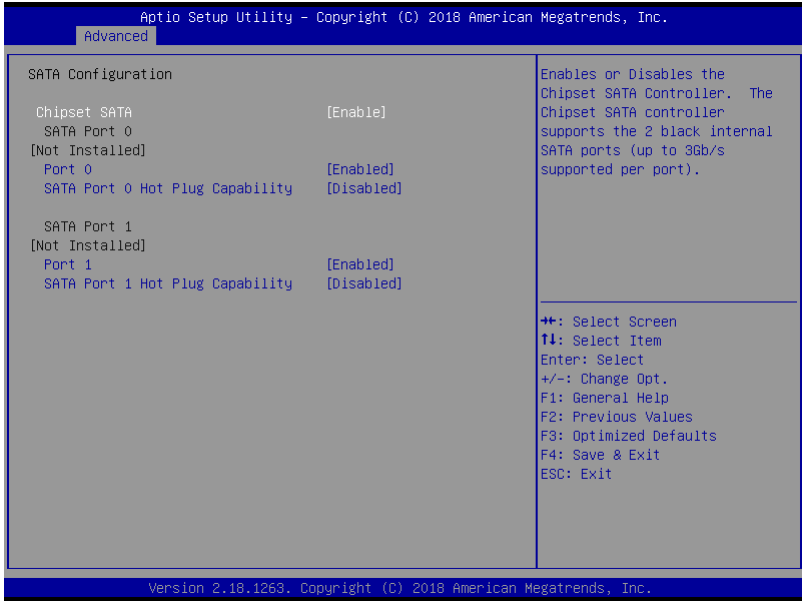 Aptio Setup Utility – Copyright (C) 2018 American Megatrends, Inc.
Advanced
SATA Configuration
Chipset SATA [Enable]
SATA Port 0
[Not Installed]
Port 0 [Enabled]
SATA Port 0 Hot Plug Capability [Disabled]
SATA Port 1
[Not Installed]
Port 1 [Enabled]
SATA Port 1 Hot Plug Capability [Disabled]
Enables or Disables the
Chipset SATA Controller. The
Chipset SATA controller
supports the 2 black internal
SATA ports (up to 3Gb/s
supported per port).
→←: Select Screen
↑↓: Select Item
Enter: Select
+/-: Change Opt.
F1: General Help
F2: Previous Values
F3: Optimized Defaults
F4: Save & Exit
ESC: Exit
Version 2.18.1263. Copyright (C) 2018 American Megatrends, Inc.